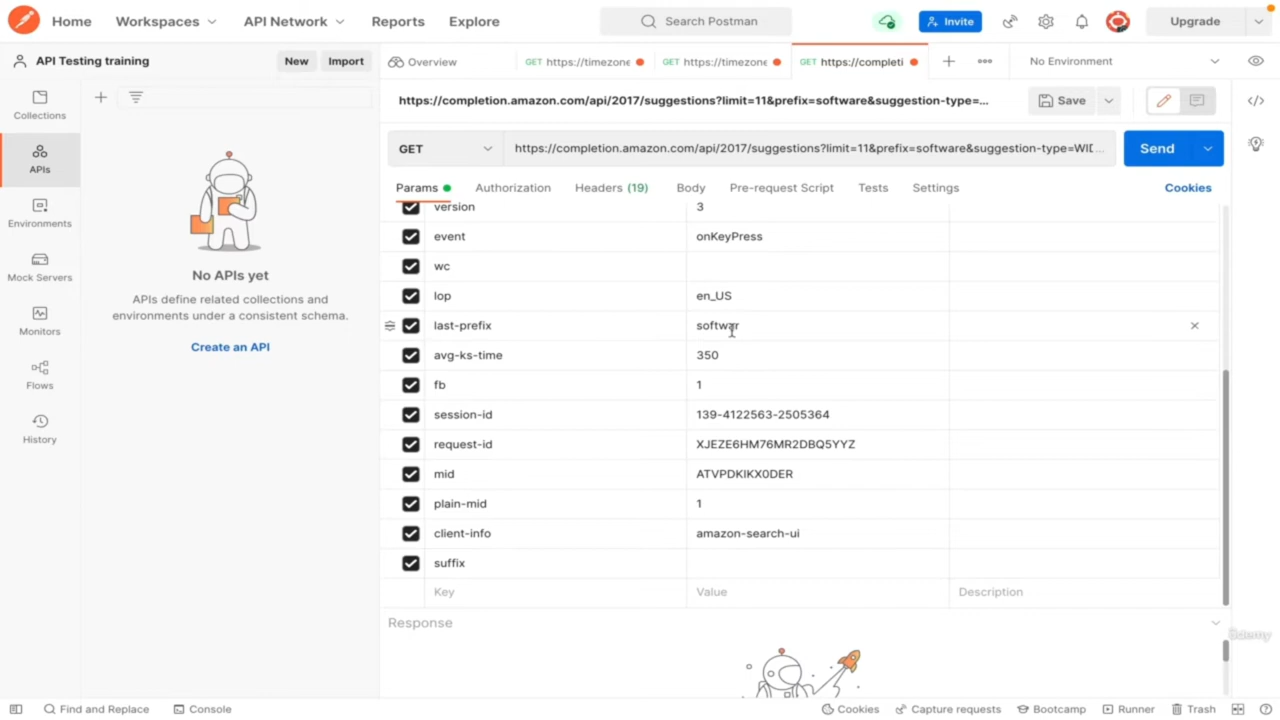 Home Workspaces API Network Reports Explore Search Postman Invite Upgrade
API Testing training New Import Overview GET https://timezone GET https://timezone GET https://completi No Environment
https://completion.amazon.com/api/2017/suggestions?limit=11&prefix=software&suggestion-type=... Save
GET https://completion.amazon.com/api/2017/suggestions?limit=11&prefix=software&suggestion-type=WID... Send
Params Authorization Headers (19) Body Pre-request Script Tests Settings Cookies
Collections
APIs
Environments
Mock Servers
Monitors
Flows
History
No APIs yet
APIs define related collections and
environments under a consistent schema.
Create an API
version 3
event onKeyPress
wc
lop en_US
last-prefix softwar
avg-ks-time 350
fb 1
session-id 139-4122563-2505364
request-id XJEZE6HM76MR2DBQ5YYZ
mid ATVPDKIKX0DER
plain-mid 1
client-info amazon-search-ui
suffix
Key Value Description
Response
Find and Replace Console Cookies Capture requests Bootcamp Runner Trash